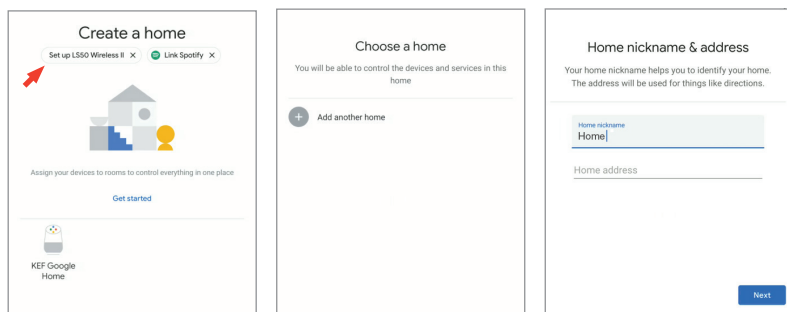 Create a home
Set up LS50 Wireless II X Link Spotify X
Assign your devices to rooms to control everything in one place
Get started
KEF Google
Home
Choose a home
You will be able to control the devices and services in this
home
+ Add another home
Home nickname & address
Your home nickname helps you to identify your home.
The address will be used for things like directions.
Home nickname
Home
Home address
Next